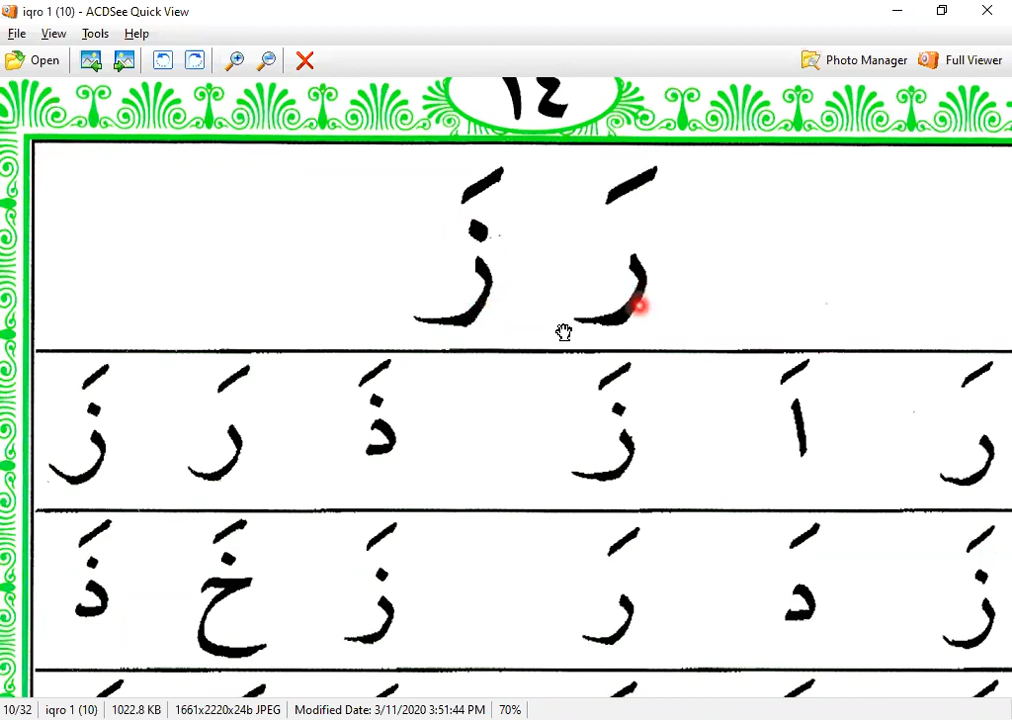 iqro 1 (10) - ACDSee Quick View
File View Tools Help
Open Photo Manager Full Viewer
١٤
رَ زَ
رَ اَ زَ ذَ رَ زَ
زَ دَ رَ زَ خَ ذَ
10/32 iqro 1 (10) 1022.8 KB 1661x2220x24b JPEG Modified Date: 3/11/2020 3:51:44 PM 70%